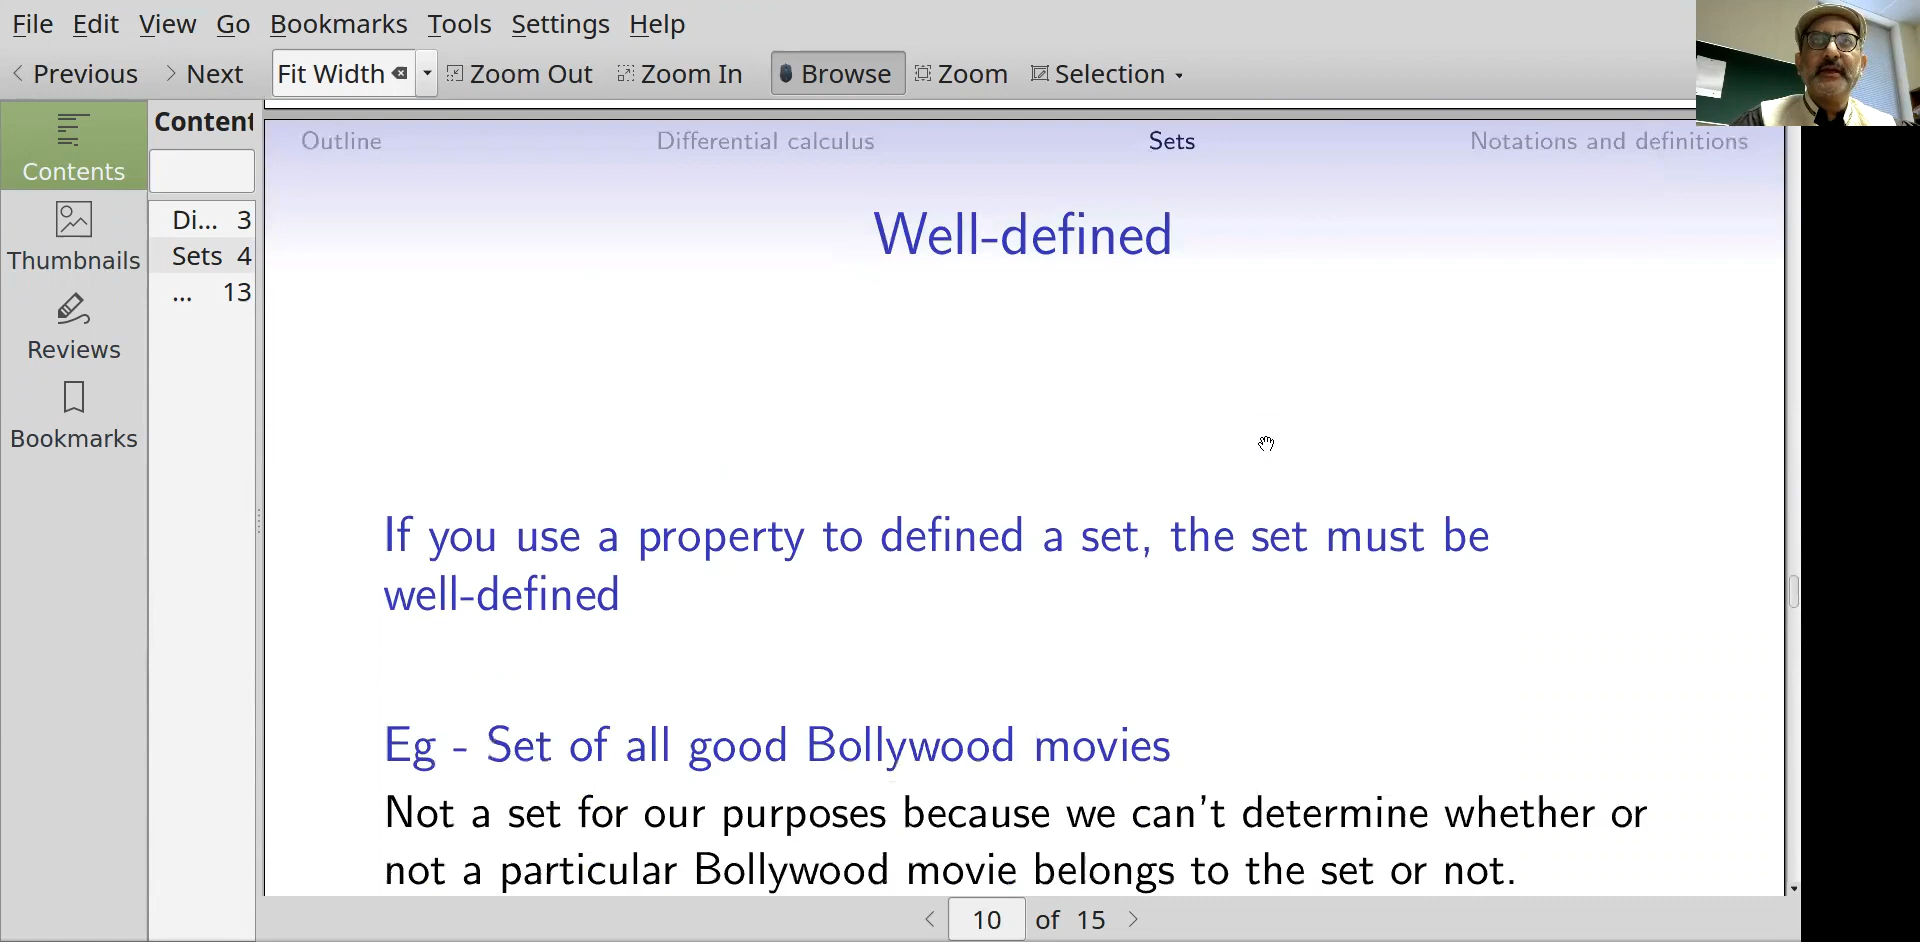 File Edit View Go Bookmarks Tools Settings Help
Previous Next Fit Width Zoom Out Zoom In Browse Zoom Selection
Contents
Thumbnails
Reviews
Bookmarks
Content
Di... 3
Sets 4
... 13
Outline Differential calculus Sets Notations and definitions
Well-defined
If you use a property to defined a set, the set must be
well-defined
Eg - Set of all good Bollywood movies
Not a set for our purposes because we can't determine whether or
not a particular Bollywood movie belongs to the set or not.
10 of 15